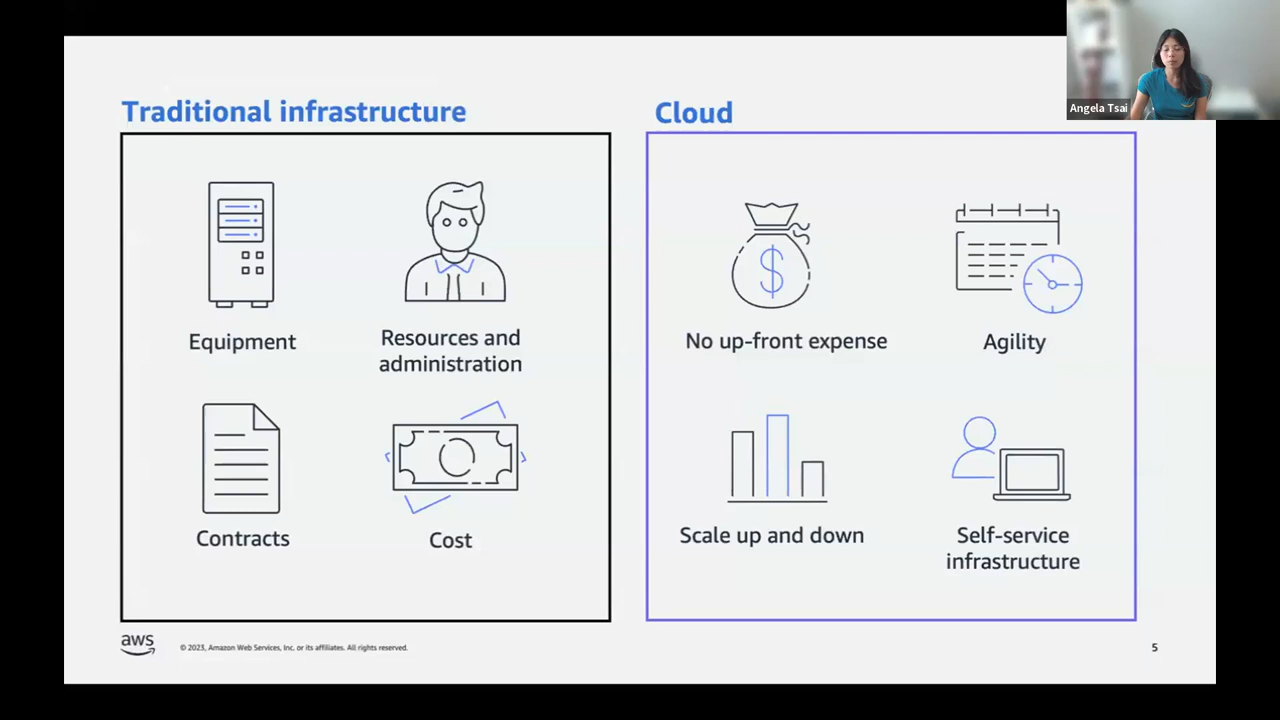 Angela Tsai
Traditional infrastructure
Equipment
Resources and
administration
Contracts
Cost
Cloud
No up-front expense
Agility
Scale up and down
Self-service
infrastructure
aws
© 2023, Amazon Web Services, Inc. or its affiliates. All rights reserved.
5